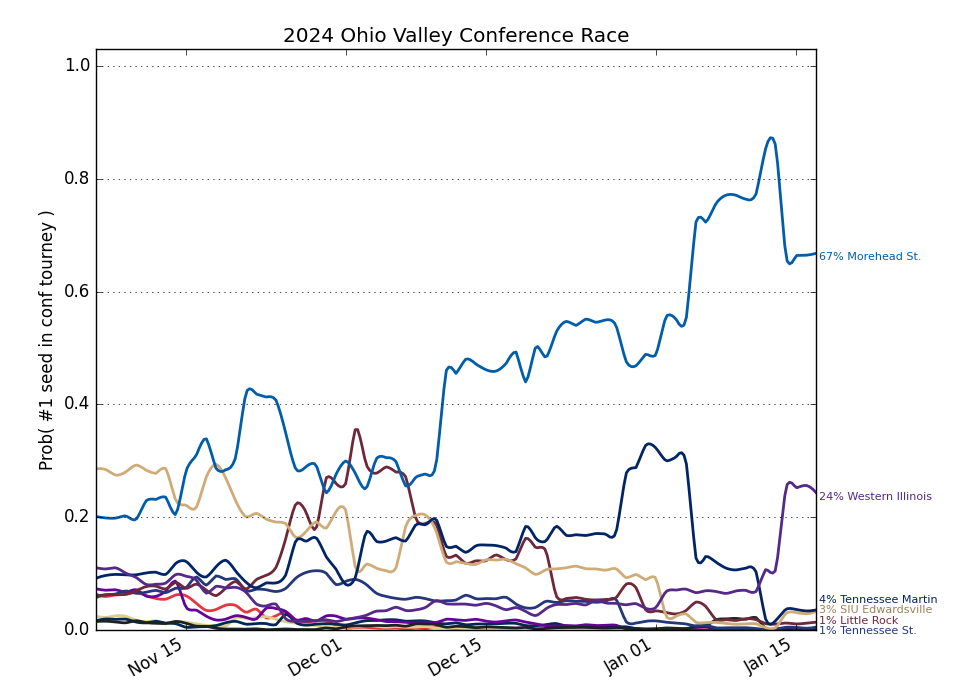 2024 Ohio Valley Conference Race
Prob( #1 seed in conf tourney )
1.0
0.8
0.6
0.4
0.2
0.0
Nov 15
Dec 01
Dec 15
Jan 01
Jan 15
67% Morehead St.
24% Western Illinois
4% Tennessee Martin
3% SIU Edwardsville
1% Little Rock
1% Tennessee St.